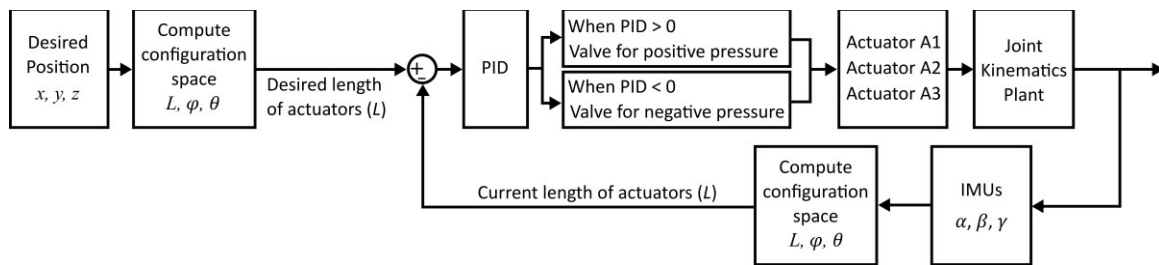 Desired
Position
x, y, z
Compute
configuration
space
L, φ, θ
Desired length
of actuators (L)
+
−
PID
When PID > 0
Valve for positive pressure
When PID < 0
Valve for negative pressure
Actuator A1
Actuator A2
Actuator A3
Joint
Kinematics
Plant
IMUs
α, β, γ
Compute
configuration
space
L, φ, θ
Current length of actuators (L)